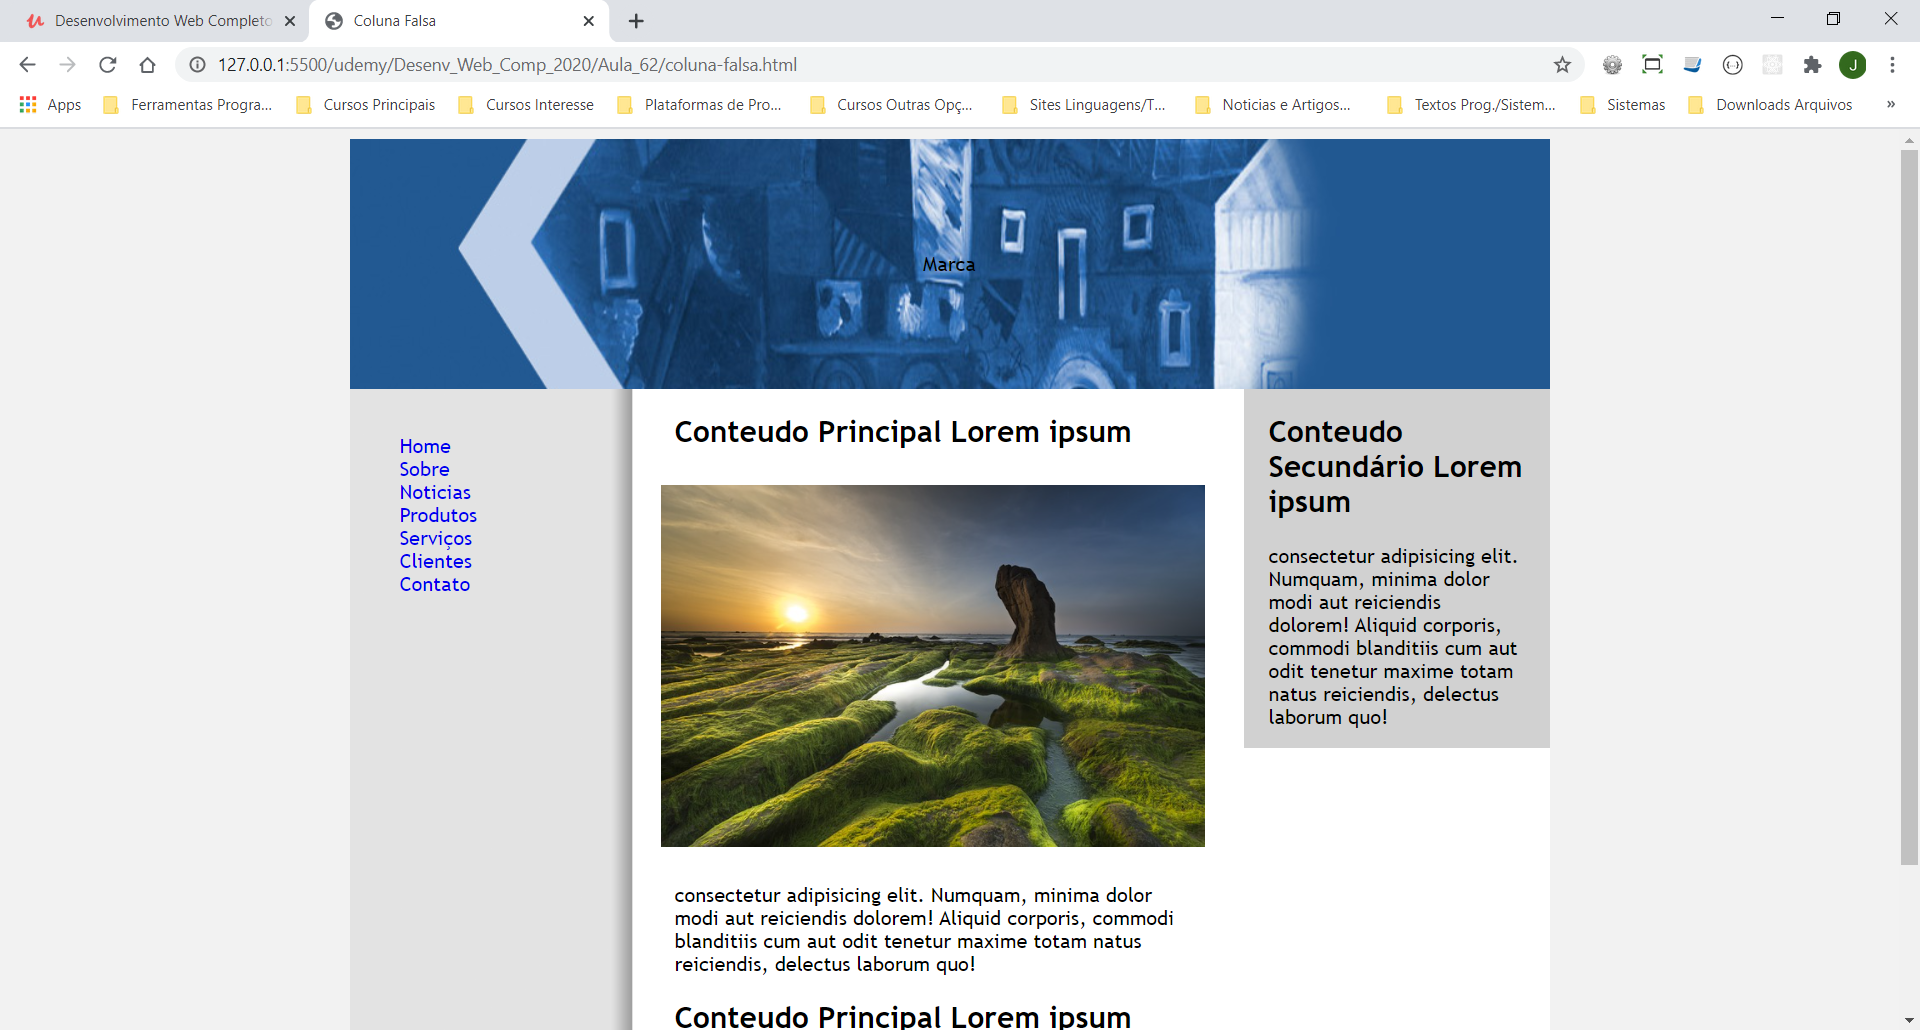 Desenvolvimento Web Completo
Coluna Falsa
127.0.0.1:5500/udemy/Desenv_Web_Comp_2020/Aula_62/coluna-falsa.html
J
Apps
Ferramentas Progra...
Cursos Principais
Cursos Interesse
Plataformas de Pro...
Cursos Outras Opç...
Sites Linguagens/T...
Noticias e Artigos...
Textos Prog./Sistem...
Sistemas
Downloads Arquivos
»
Marca
Home
Sobre
Noticias
Produtos
Serviços
Clientes
Contato
Conteudo Principal Lorem ipsum
consectetur adipisicing elit. Numquam, minima dolor
modi aut reiciendis dolorem! Aliquid corporis, commodi
blanditiis cum aut odit tenetur maxime totam natus
reiciendis, delectus laborum quo!
Conteudo Principal Lorem ipsum
Conteudo
Secundário Lorem
ipsum
consectetur adipisicing elit.
Numquam, minima dolor
modi aut reiciendis
dolorem! Aliquid corporis,
commodi blanditiis cum aut
odit tenetur maxime totam
natus reiciendis, delectus
laborum quo!